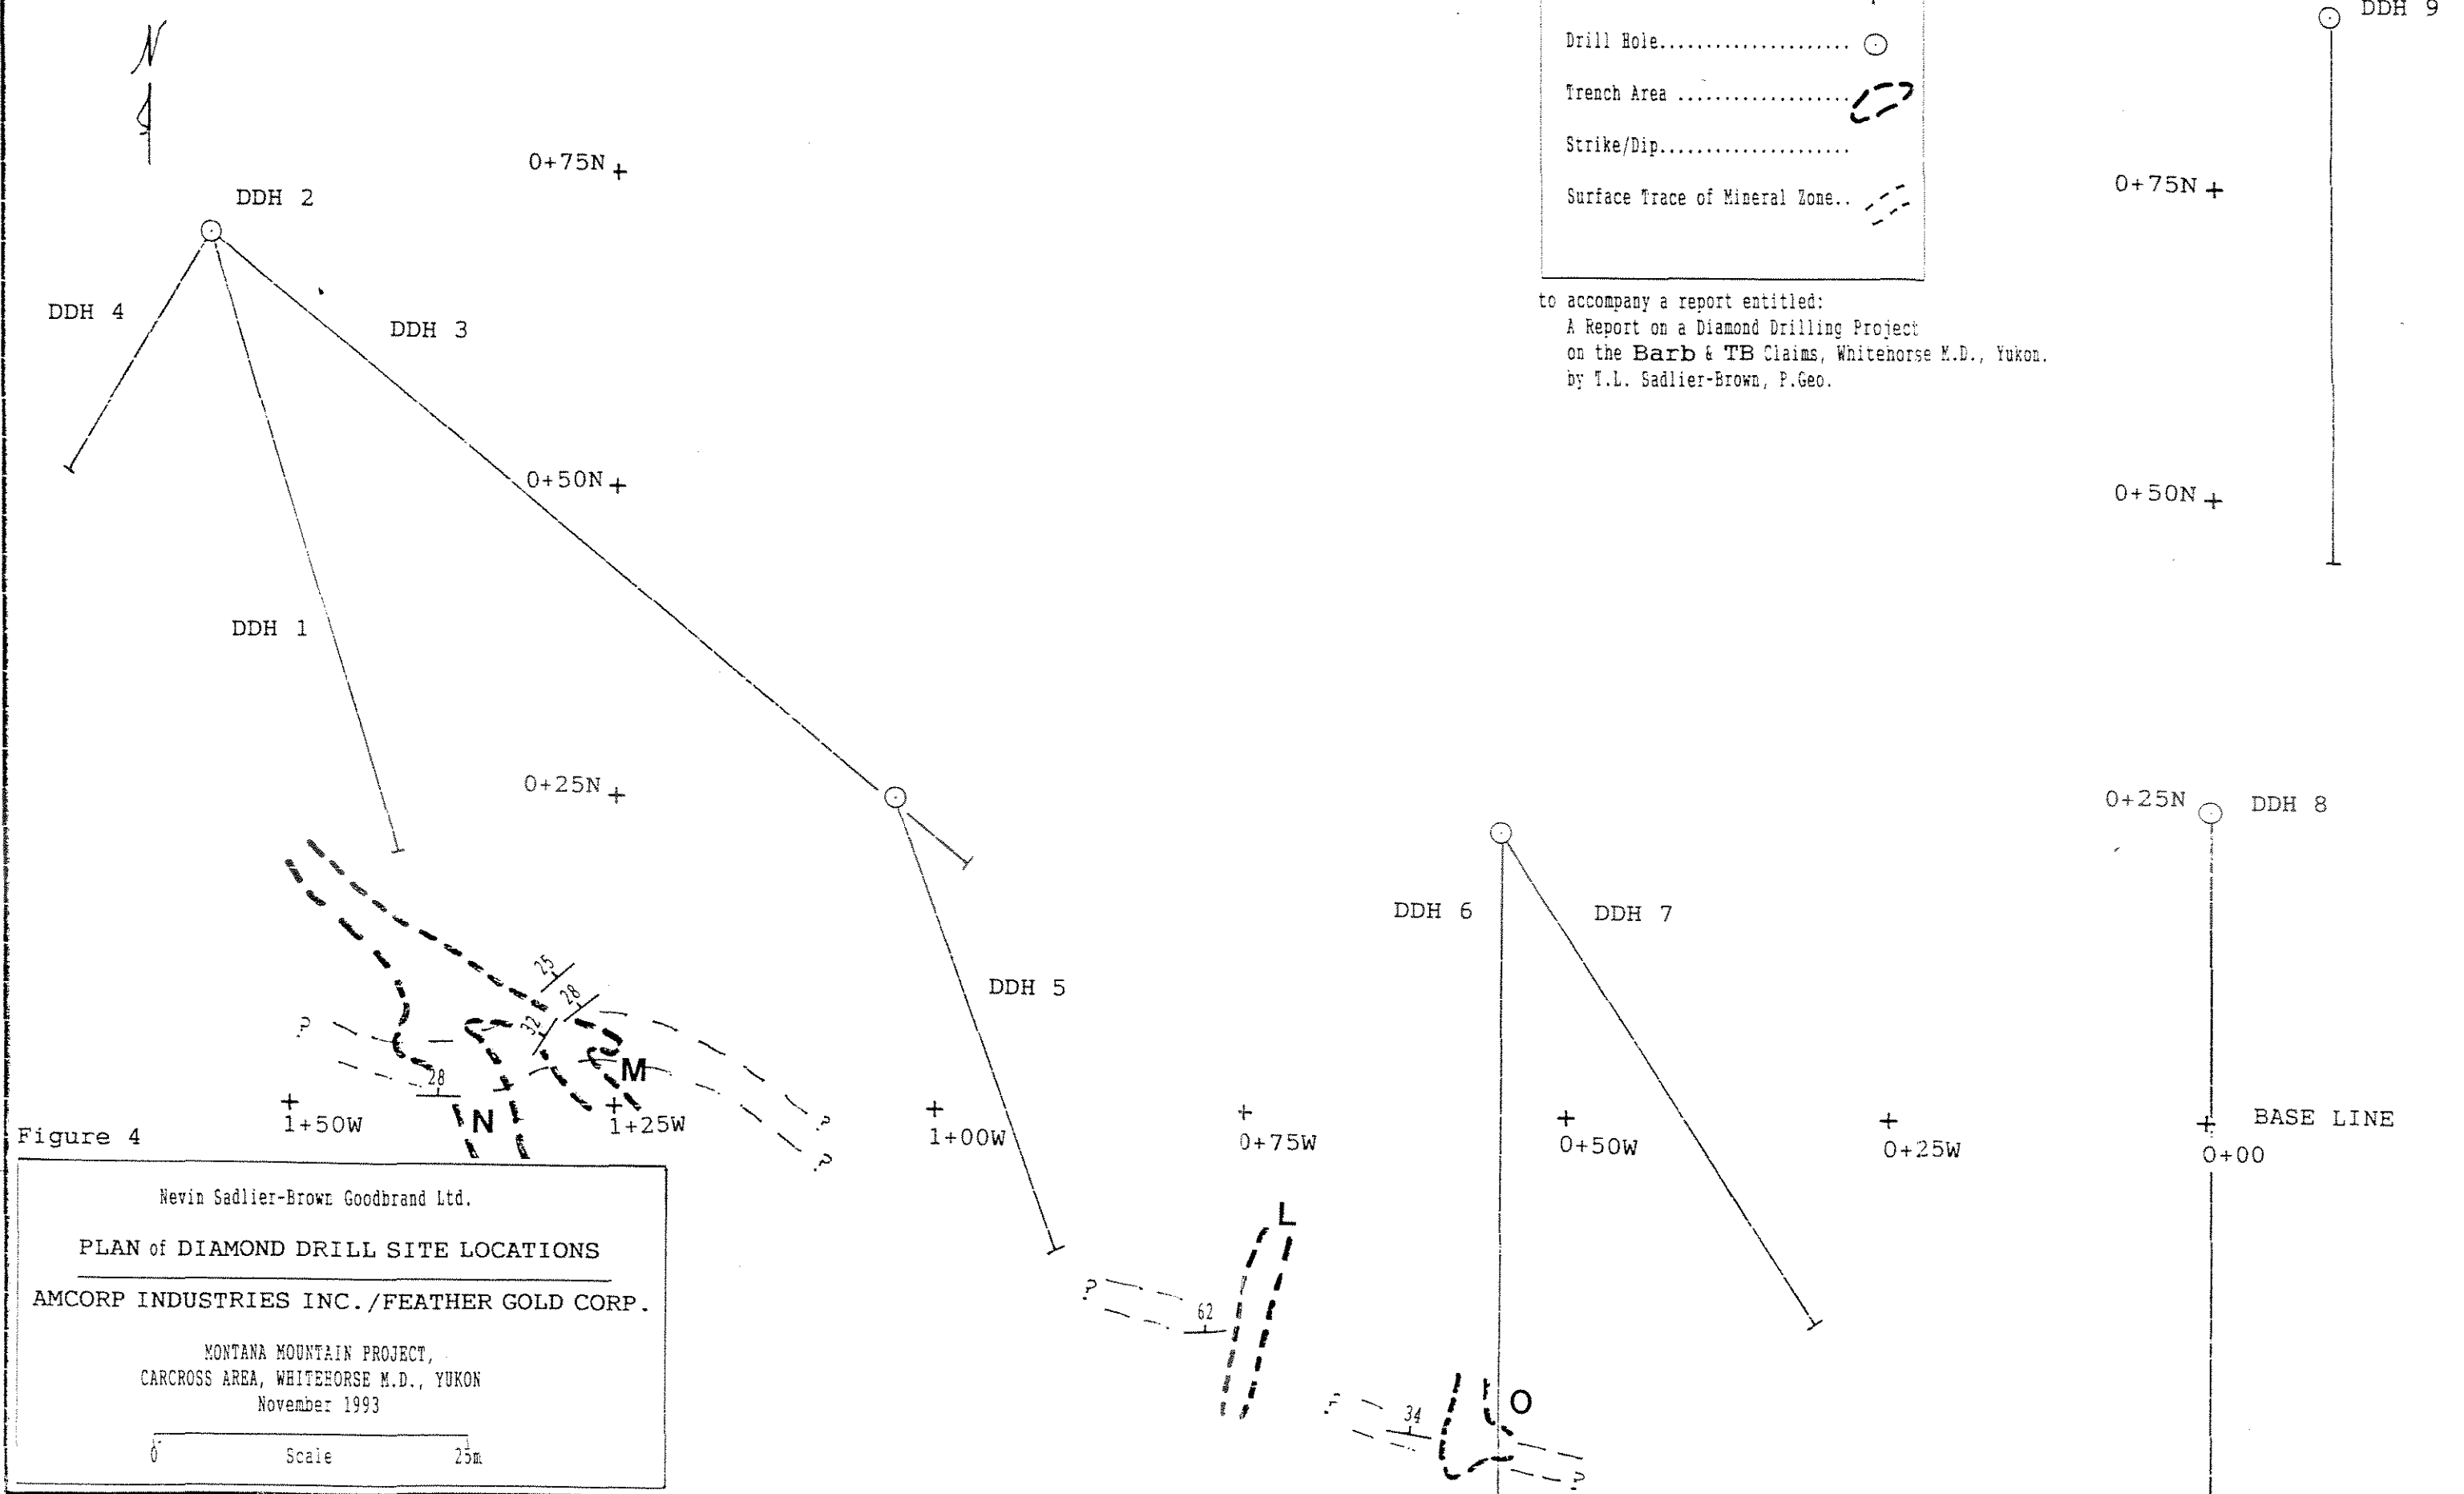 N
DDH 9
Drill Hole.....................
Trench Area ...................
Strike/Dip.....................
Surface Trace of Mineral Zone..
to accompany a report entitled:
A Report on a Diamond Drilling Project
on the Barb & TB Claims, Whitehorse M.D., Yukon.
by T.L. Sadlier-Brown, P.Geo.
0+75N
0+75N
DDH 2
DDH 4
DDH 3
0+50N
0+50N
DDH 1
0+25N
0+25N
DDH 8
DDH 6
DDH 7
DDH 5
25
28
32
?
M
28
N
1+50W
1+25W
?
?
1+00W
0+75W
0+50W
0+25W
BASE LINE
0+00
L
?
?
62
?
34
O
?
Figure 4
Nevin Sadlier-Brown Goodbrand Ltd.
PLAN of DIAMOND DRILL SITE LOCATIONS
AMCORP INDUSTRIES INC./FEATHER GOLD CORP.
MONTANA MOUNTAIN PROJECT,
CARCROSS AREA, WHITEHORSE M.D., YUKON
November 1993
0 Scale 25m